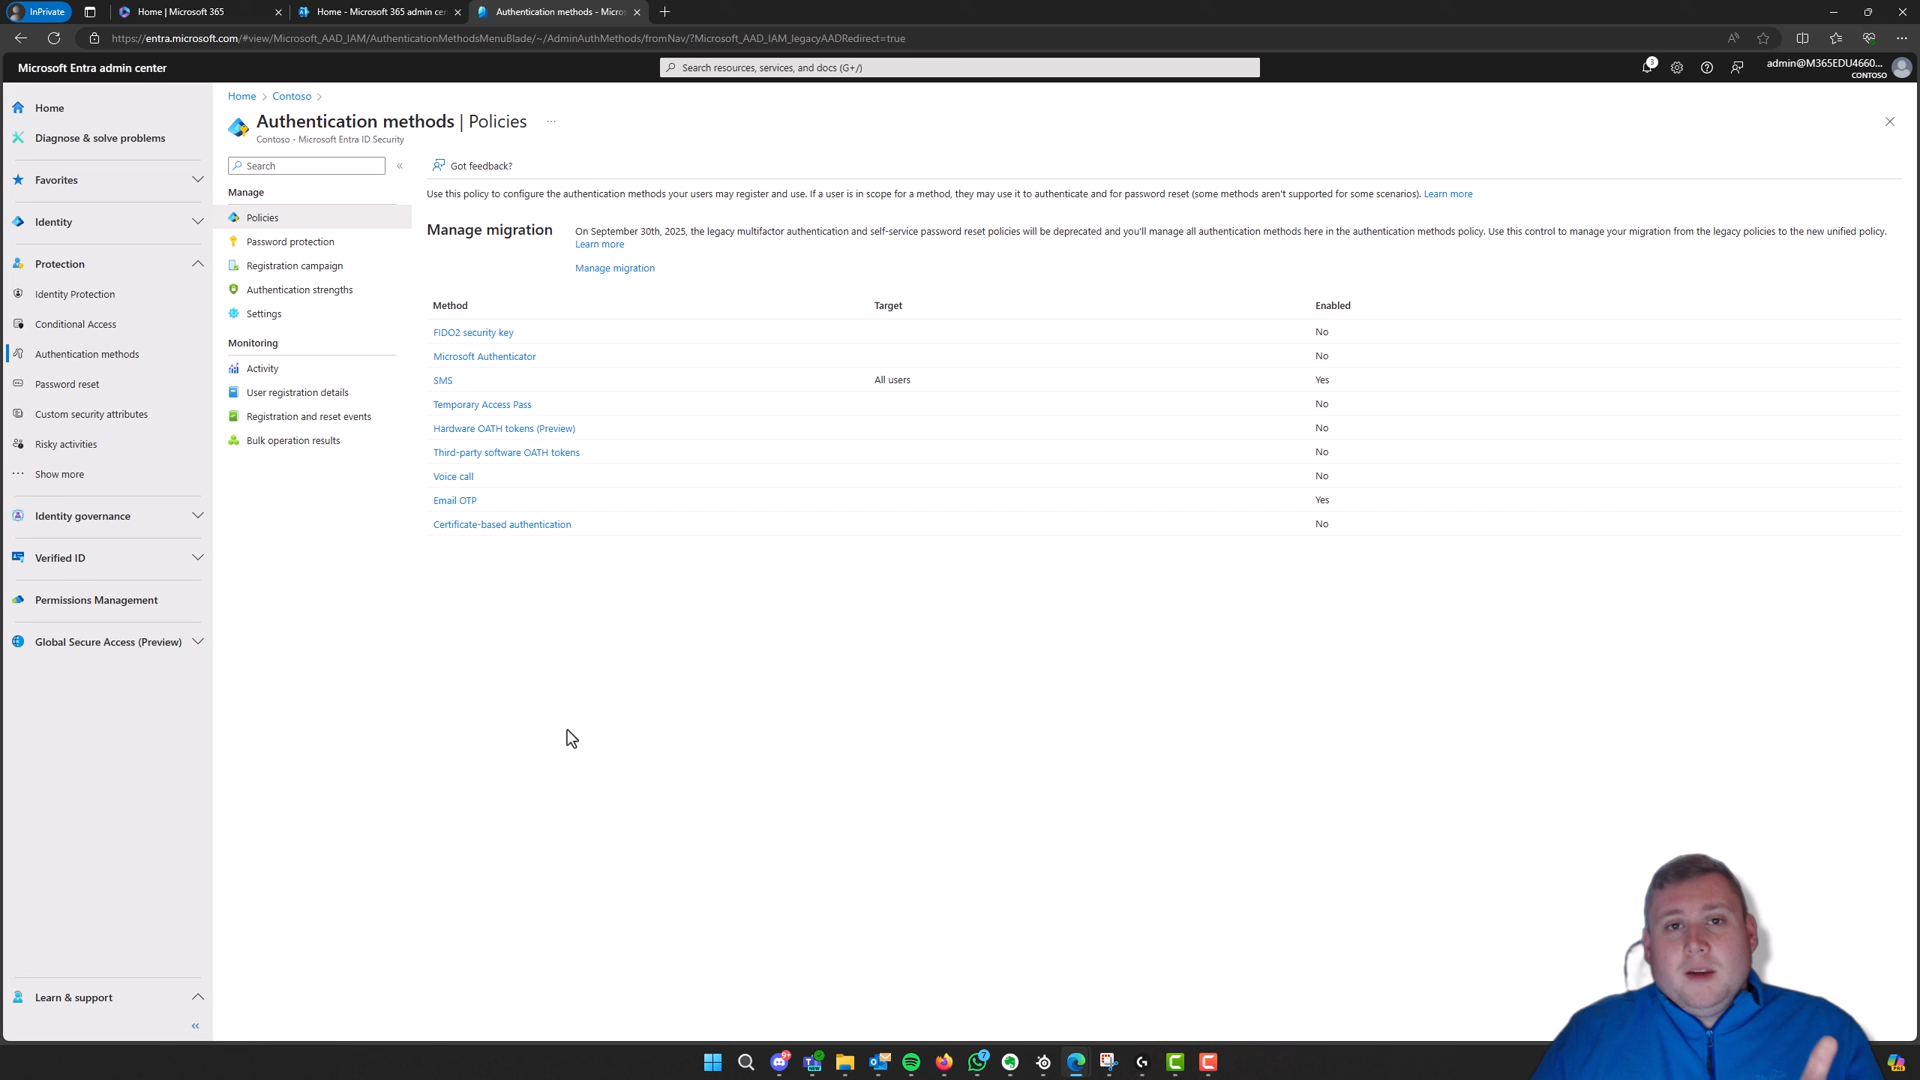 InPrivate
Home | Microsoft 365
Home - Microsoft 365 admin cen
Authentication methods - Micros
https://entra.microsoft.com/#view/Microsoft_AAD_IAM/AuthenticationMethodsMenuBlade/~/AdminAuthMethods/fromNav/?Microsoft_AAD_IAM_legacyAADRedirect=true
Microsoft Entra admin center
Search resources, services, and docs (G+/)
3
admin@M365EDU4660...
CONTOSO
Home
Diagnose & solve problems
Favorites
Identity
Protection
Identity Protection
Conditional Access
Authentication methods
Password reset
Custom security attributes
Risky activities
Show more
Identity governance
Verified ID
Permissions Management
Global Secure Access (Preview)
Learn & support
Home > Contoso >
Authentication methods | Policies
Contoso - Microsoft Entra ID Security
Search
Manage
Policies
Password protection
Registration campaign
Authentication strengths
Settings
Monitoring
Activity
User registration details
Registration and reset events
Bulk operation results
Got feedback?
Use this policy to configure the authentication methods your users may register and use. If a user is in scope for a method, they may use it to authenticate and for password reset (some methods aren't supported for some scenarios). Learn more
Manage migration
On September 30th, 2025, the legacy multifactor authentication and self-service password reset policies will be deprecated and you'll manage all authentication methods here in the authentication methods policy. Use this control to manage your migration from the legacy policies to the new unified policy.
Learn more
Manage migration
Method Target Enabled
FIDO2 security key No
Microsoft Authenticator No
SMS All users Yes
Temporary Access Pass No
Hardware OATH tokens (Preview) No
Third-party software OATH tokens No
Voice call No
Email OTP Yes
Certificate-based authentication No